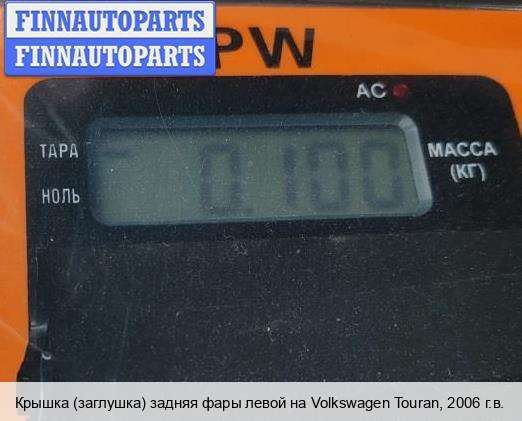 FINNAUTOPARTS
FINNAUTOPARTS
PW
AC
ТАРА
НОЛЬ
0.100
МАССА
(КГ)
Крышка (заглушка) задняя фары левой на Volkswagen Touran, 2006 г.в.